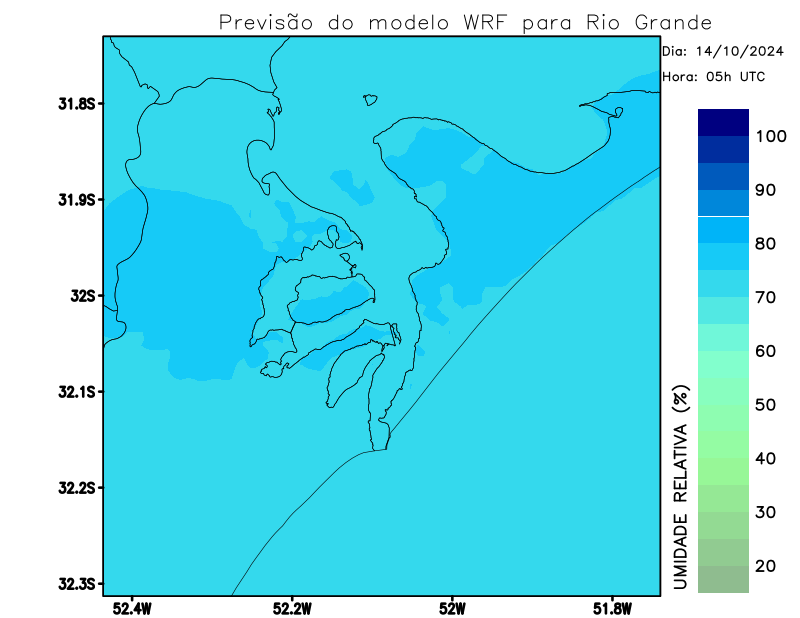 Previsão do modelo WRF para Rio Grande
Dia: 14/10/2024
Hora: 05h UTC
31.8S
31.9S
32S
32.1S
32.2S
32.3S
52.4W
52.2W
52W
51.8W
100
90
80
70
60
50
40
30
20
UMIDADE RELATIVA (%)